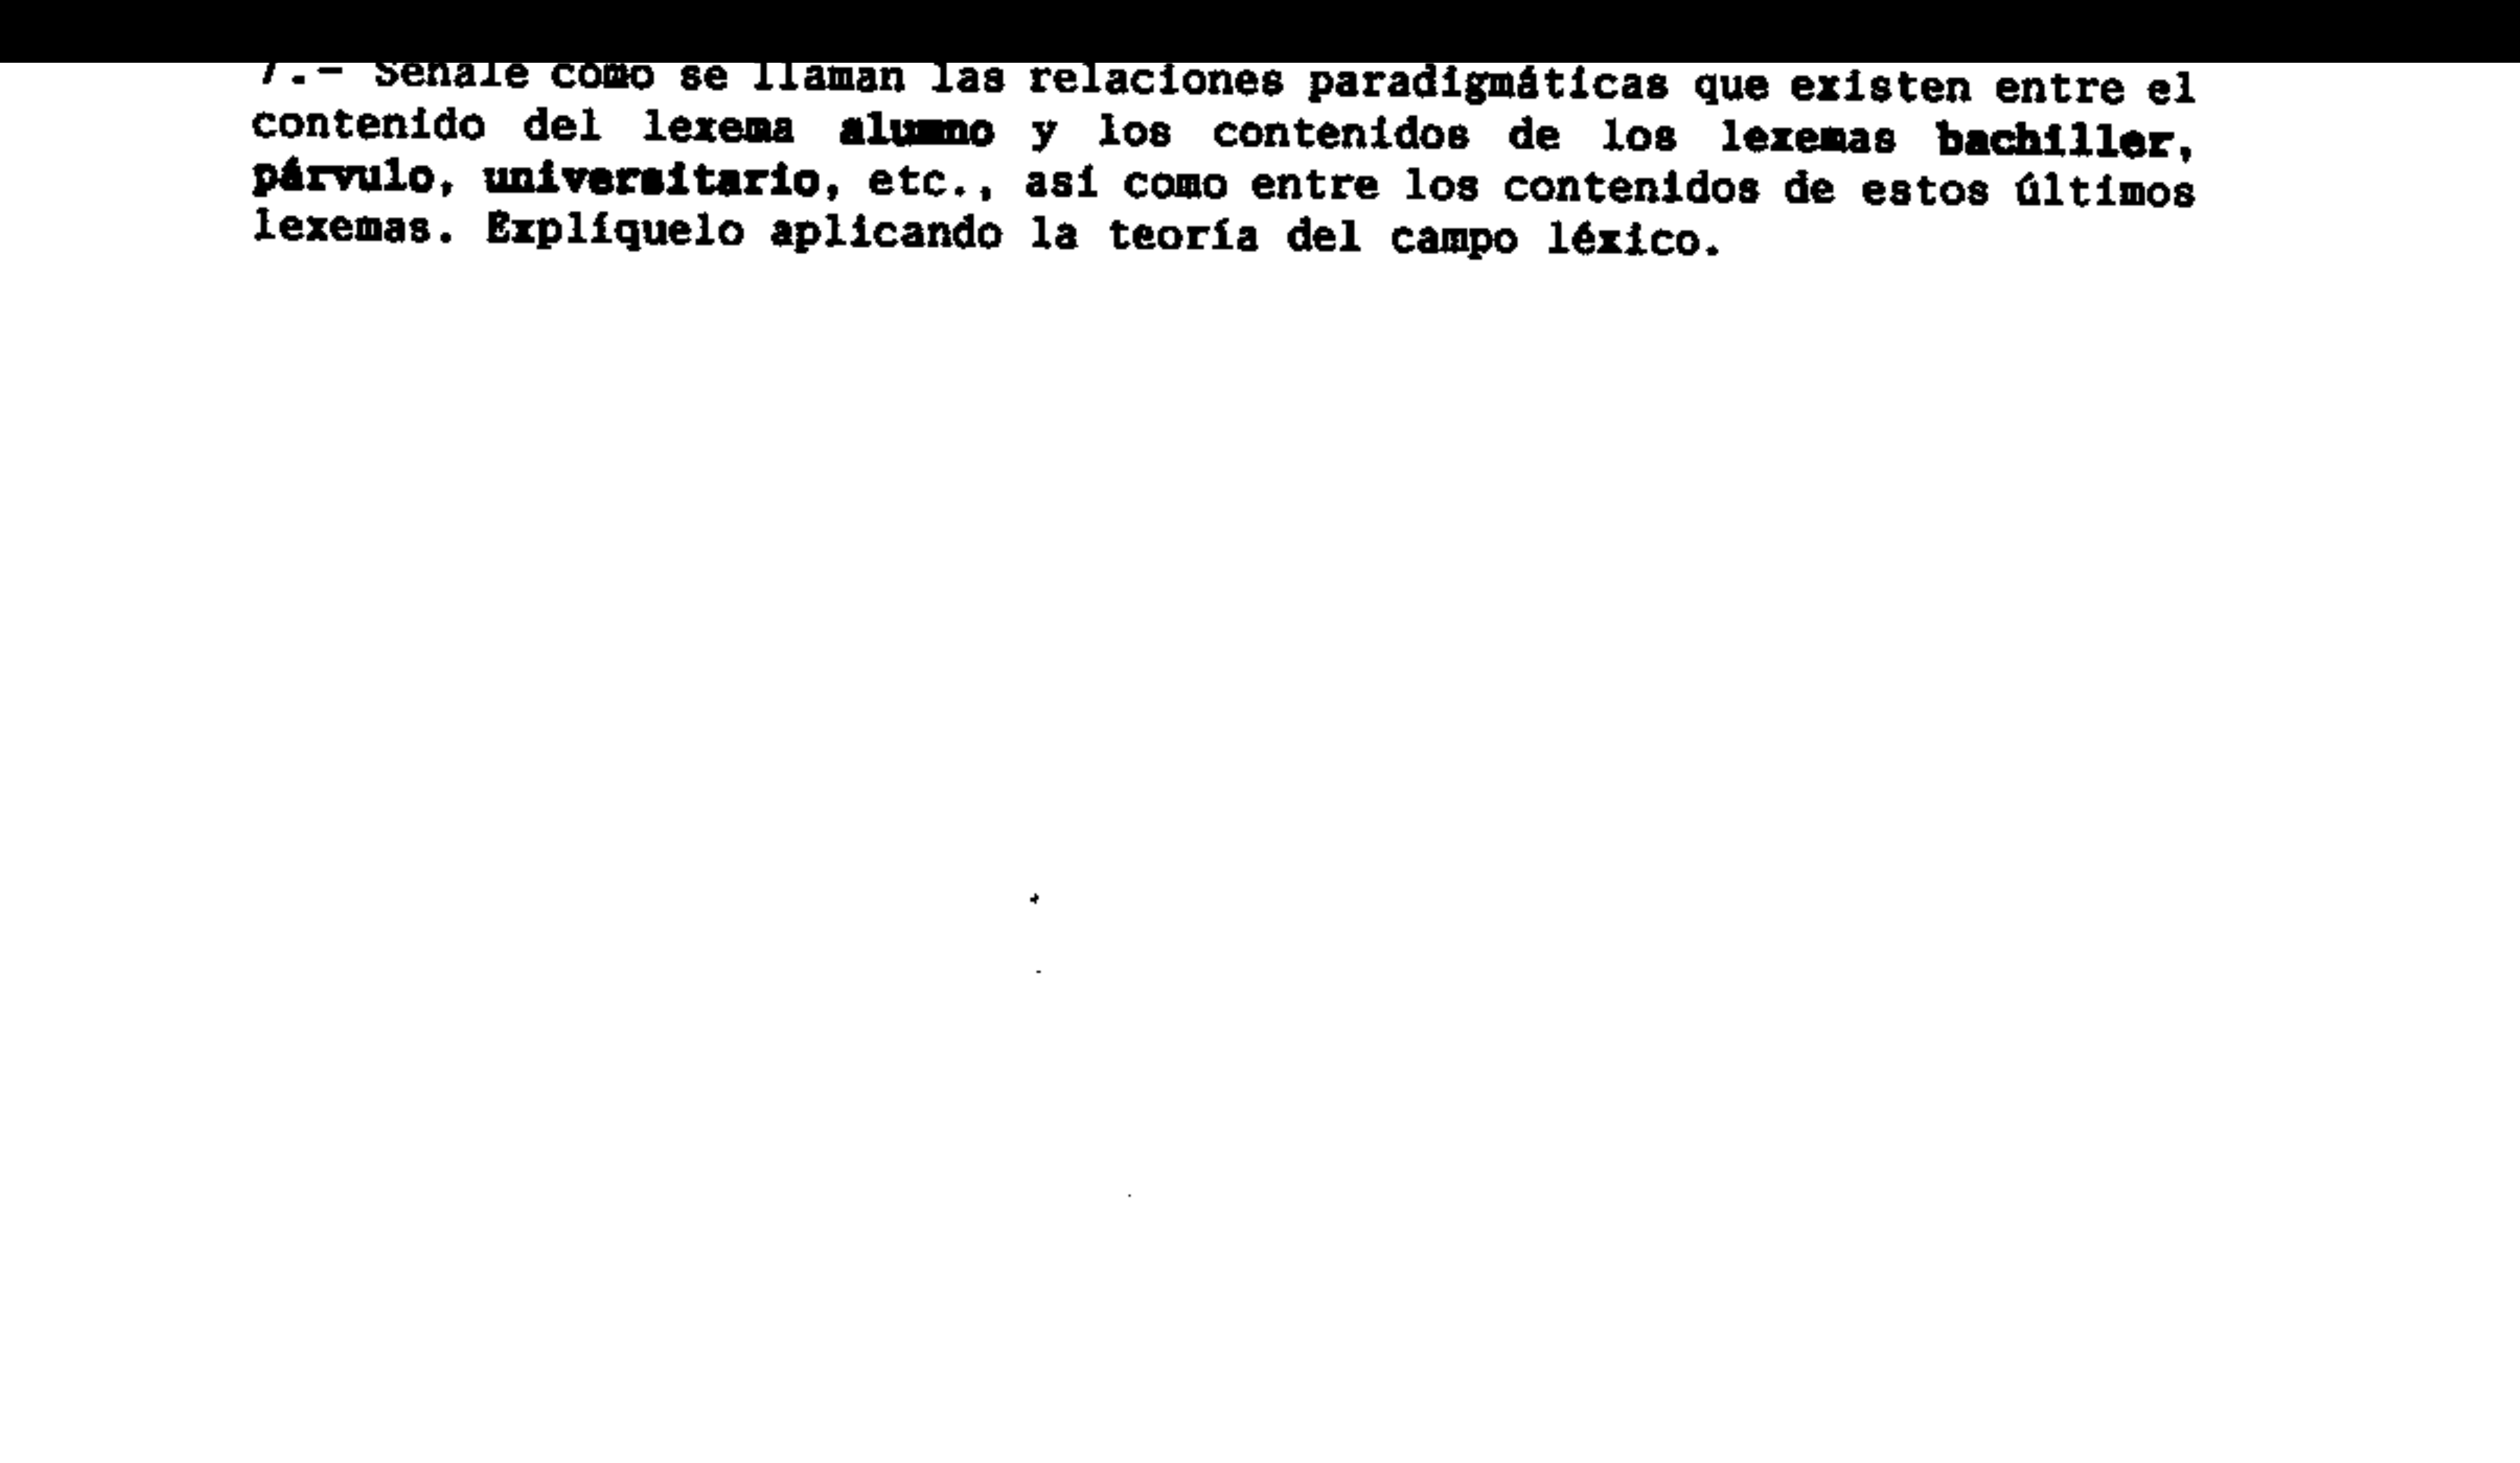 7.- Señale cómo se llaman las relaciones paradigmáticas que existen entre el
contenido del lexema alumno y los contenidos de los lexemas bachiller,
párvulo, universitario, etc., así como entre los contenidos de estos últimos
lexemas. Explíquelo aplicando la teoría del campo léxico.